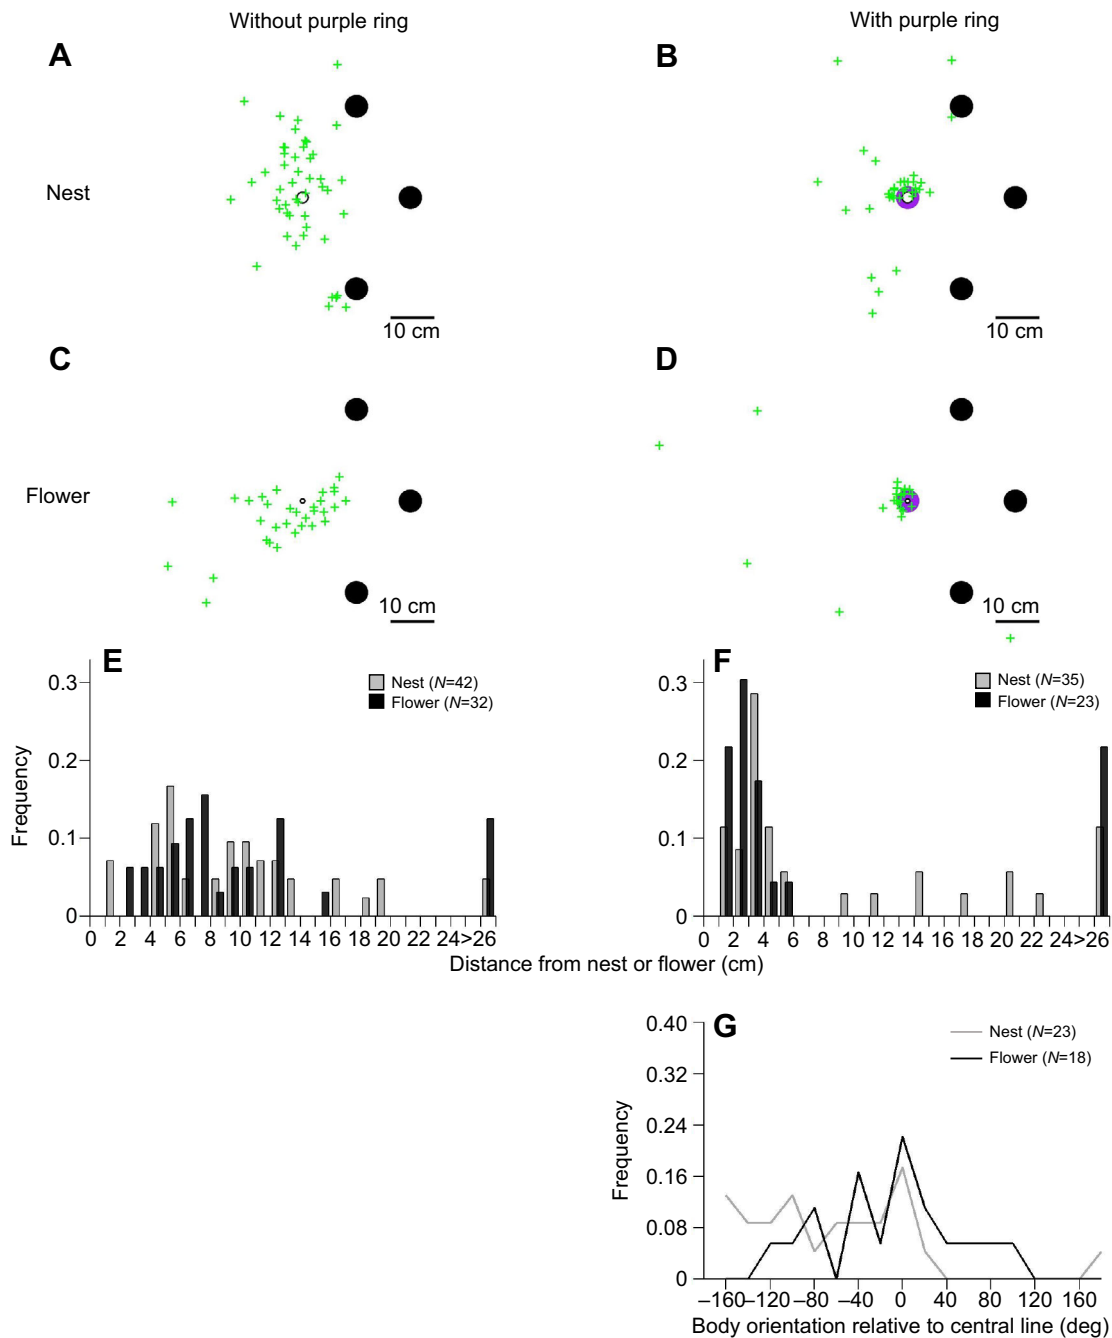 Without purple ring
With purple ring
A
B
Nest
10 cm
10 cm
C
D
Flower
10 cm
10 cm
E
F
Nest (N=42)
Flower (N=32)
Nest (N=35)
Flower (N=23)
Frequency
0.3
0.2
0.1
0
0 2 4 6 8 10 12 14 16 18 20 22 24 >26
0.3
0.2
0.1
0
0 2 4 6 8 10 12 14 16 18 20 22 24 >26
Distance from nest or flower (cm)
G
Nest (N=23)
Flower (N=18)
Frequency
0.40
0.32
0.24
0.16
0.08
0
–160 –120 –80 –40 0 40 80 120 160
Body orientation relative to central line (deg)